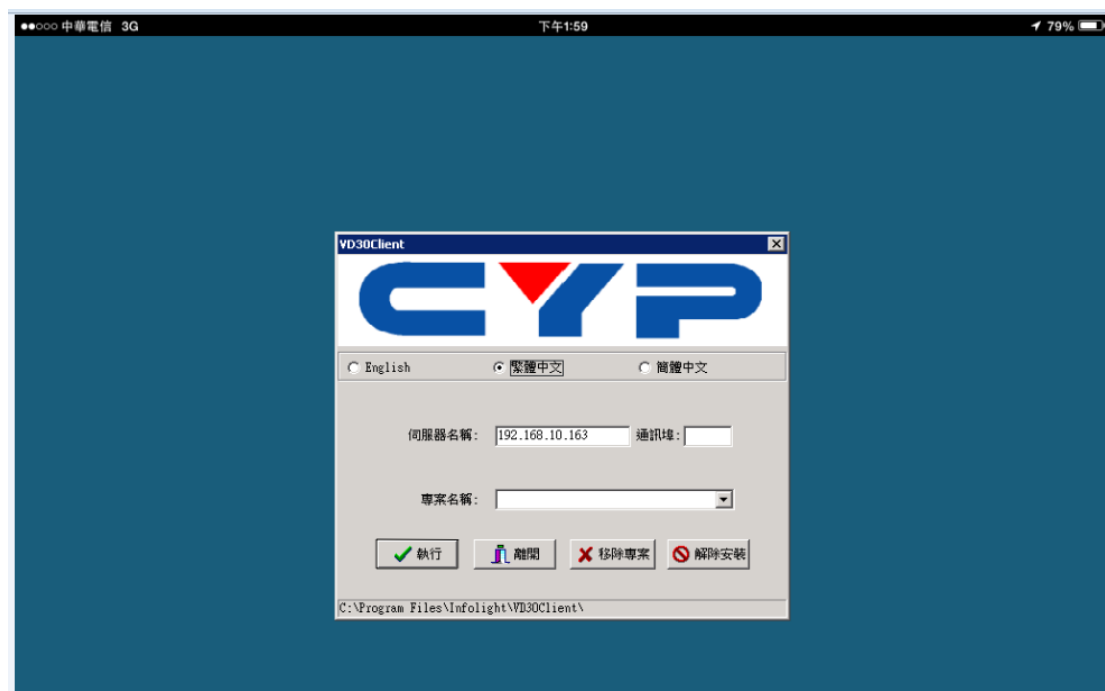 ●●○○○ 中華電信 3G 下午1:59 79%
VD30Client
CYP
English 繁體中文 簡體中文
伺服器名稱: 192.168.10.163 通訊埠:
專案名稱:
執行 離開 移除專案 解除安裝
C:\Program Files\Infolight\VD30Client\